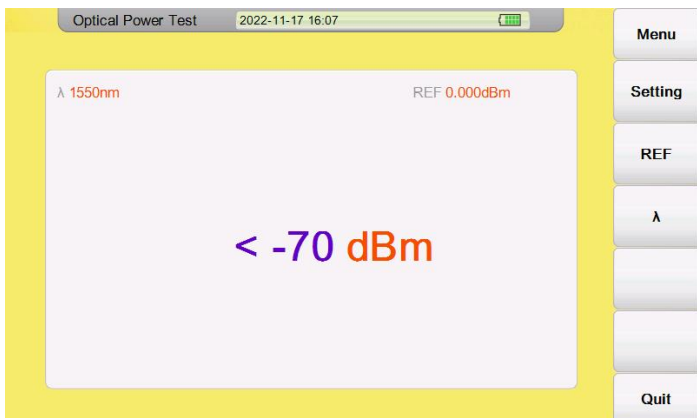 Optical Power Test 2022-11-17 16:07
Menu
λ 1550nm REF 0.000dBm
Setting
REF
λ
< -70 dBm
Quit